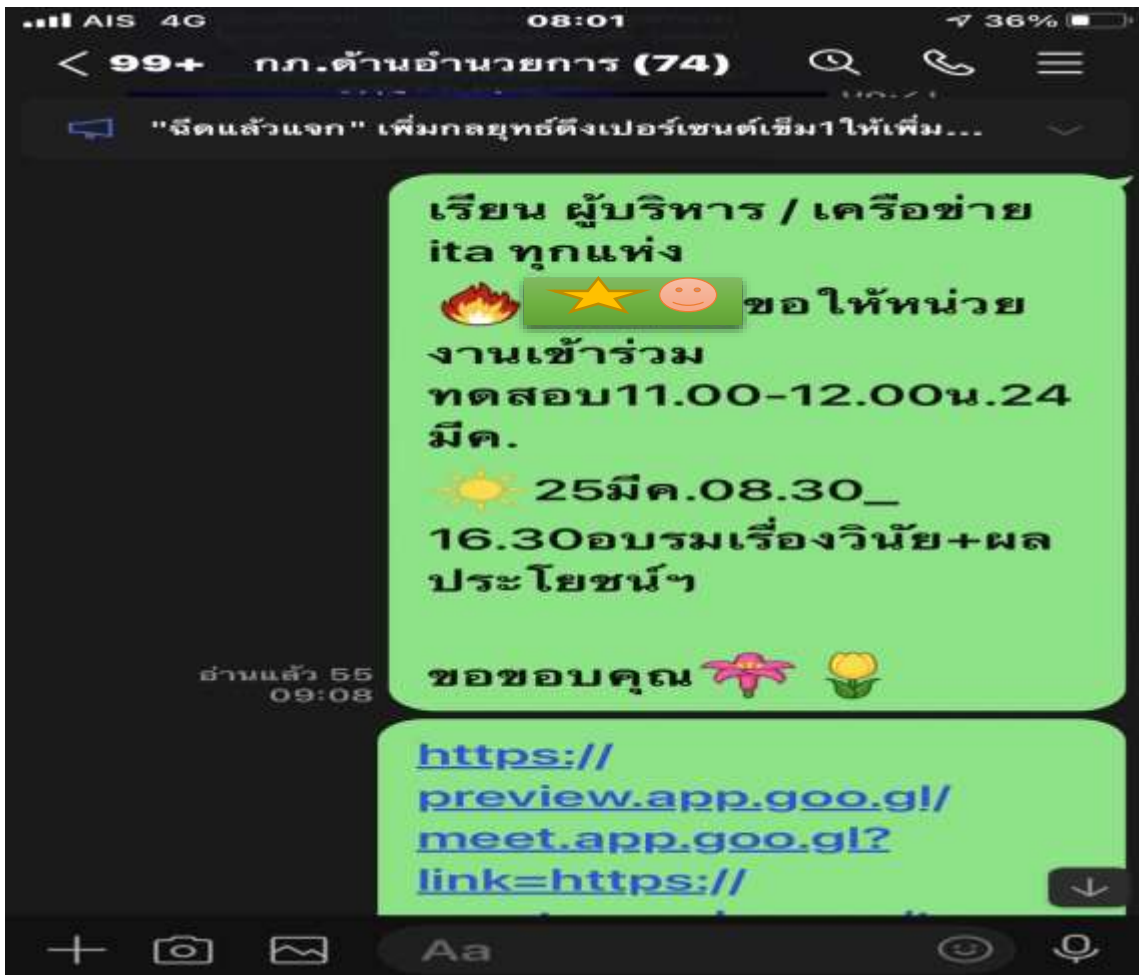 AIS 4G 08:01 36%
99+ กภ.ด้านอำนวยการ (74)
"ฉีดแล้วแจก" เพิ่มกลยุทธ์ดึงเปอร์เซนต์เข็ม1ให้เพิ่ม...
เรียน ผู้บริหาร / เครือข่าย
ita ทุกแห่ง
ขอให้หน่วย
งานเข้าร่วม
ทดสอบ11.00-12.00น.24
มีค.
25มีค.08.30_
16.30อบรมเรื่องวินัย+ผล
ประโยชน์ฯ
ขอขอบคุณ
อ่านแล้ว 55
09:08
https://
preview.app.goo.gl/
meet.app.goo.gl?
link=https://
Aa